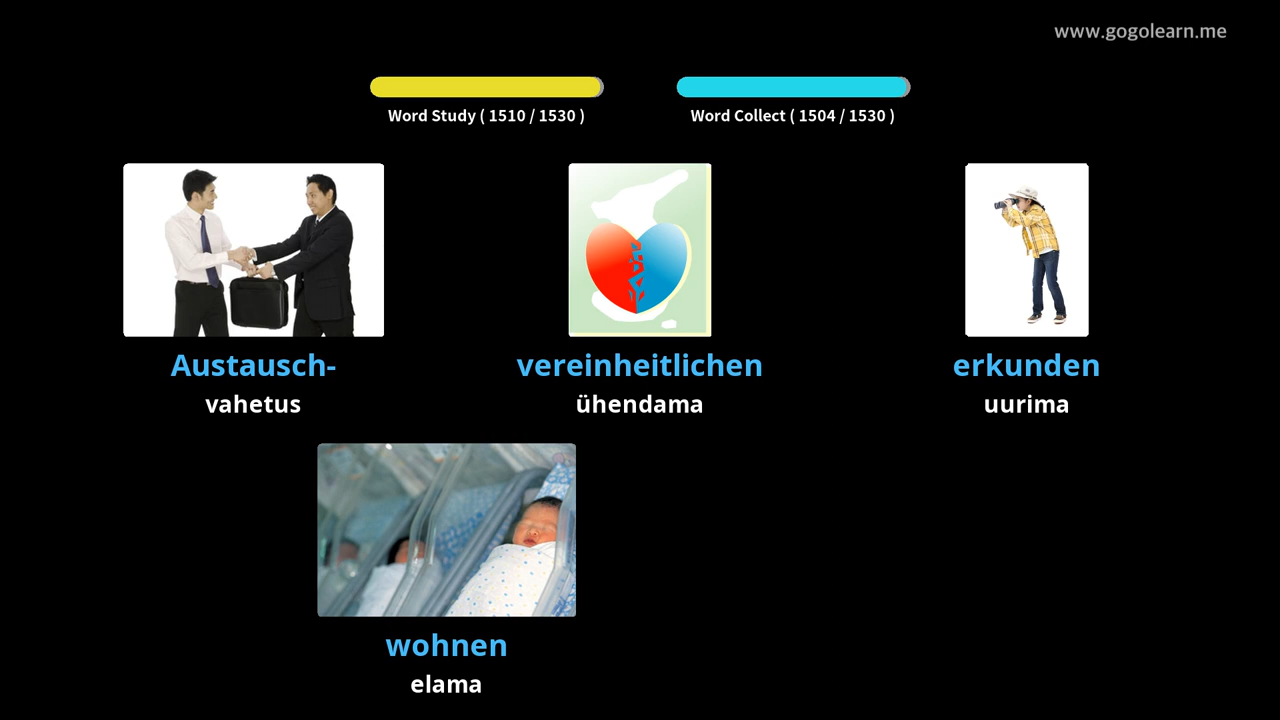 www.gogolearn.me
Word Study ( 1510 / 1530 )
Word Collect ( 1504 / 1530 )
Austausch-
vahetus
vereinheitlichen
ühendama
erkunden
uurima
wohnen
elama